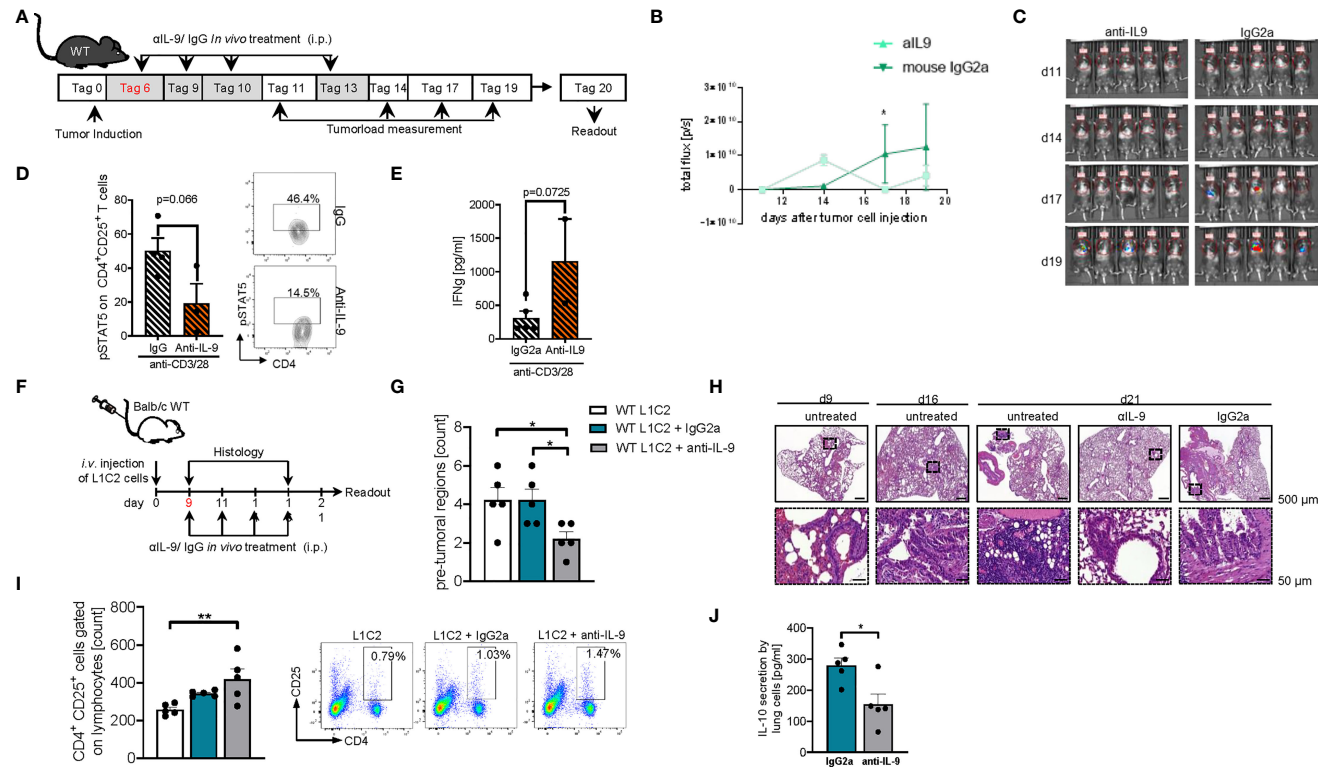 A
WT
αIL-9/ IgG In vivo treatment (i.p.)
Tag 0 Tag 6 Tag 9 Tag 10 Tag 11 Tag 13 Tag 14 Tag 17 Tag 19 Tag 20
Tumor Induction
Tumorload measurement
Readout
B
aIL9
mouse IgG2a
total flux [p/s]
3×10¹⁰
2×10¹⁰
1×10¹⁰
0
−1×10¹⁰
*
10 12 14 16 18 20
days after tumor cell injection
C
anti-IL9 IgG2a
d11
d14
d17
d19
D
pSTAT5 on CD4+CD25+ T cells
80
60
40
20
0
p=0.066
IgG Anti-IL-9
anti-CD3/28
46.4%
IgG
14.5%
Anti-IL-9
pSTAT5
CD4
E
IFNg [pg/ml]
2000
1500
1000
500
0
p=0.0725
IgG2a Anti-IL9
anti-CD3/28
F
Balb/c WT
i.v. injection
of L1C2 cells
Histology
Readout
day 0 9 11 1 1 2
1
αIL-9/ IgG in vivo treatment (i.p.)
G
pre-tumoral regions [count]
8
6
4
2
0
*
*
WT L1C2
WT L1C2 + IgG2a
WT L1C2 + anti-IL-9
H
d9 d16 d21
untreated untreated untreated αIL-9 IgG2a
500 µm
50 µm
I
CD4+ CD25+ cells gated
on lymphocytes [count]
800
600
400
200
0
**
L1C2 L1C2 + IgG2a L1C2 + anti-IL-9
0.79% 1.03% 1.47%
CD25
CD4
J
IL-10 secretion by
lung cells [pg/ml]
400
300
200
100
0
*
IgG2a anti-IL-9